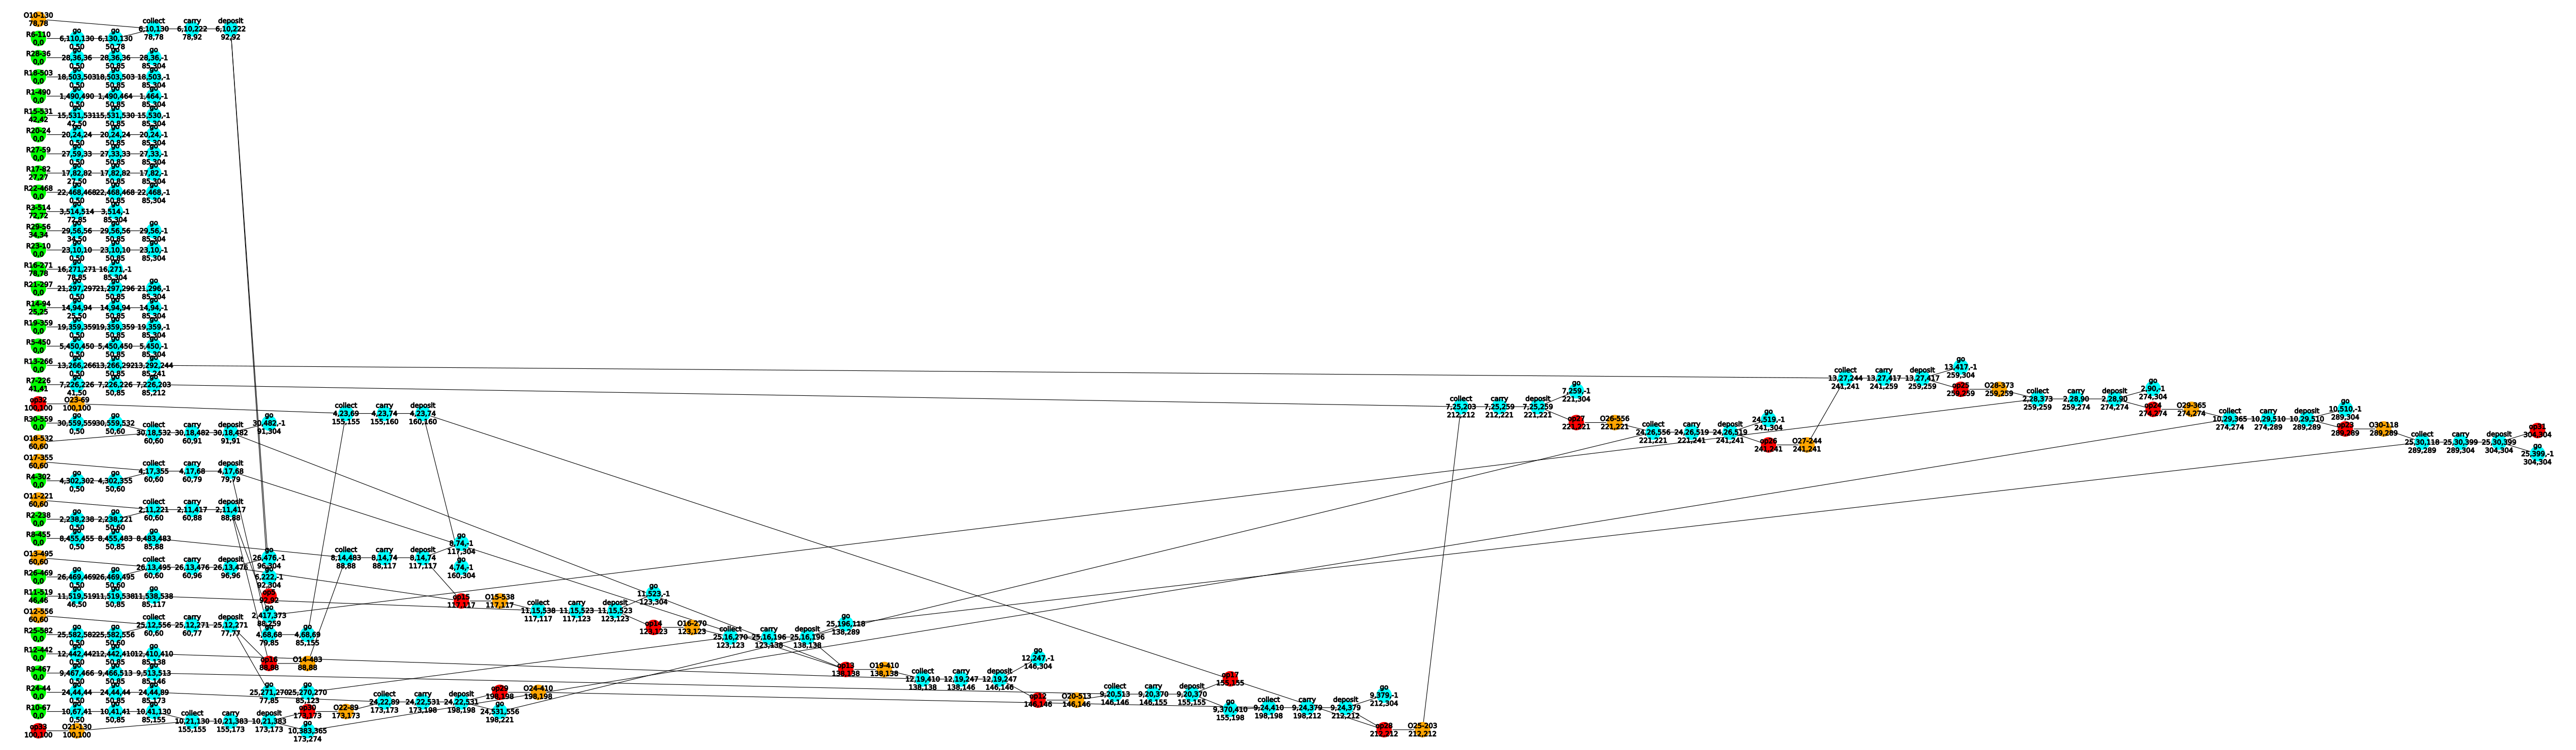 O10-130
78,78
collect
6,10,130
78,78
carry
6,10,222
78,92
deposit
6,10,222
92,92
R6-110
0,0
go
6,110,130
0,50
go
6,130,130
50,78
R28-36
0,0
go
28,36,36
0,50
go
28,36,36
50,85
go
28,36,-1
85,304
R18-503
0,0
go
18,503,503
0,50
go
18,503,503
50,85
go
18,503,-1
85,304
R1-490
0,0
go
1,490,490
0,50
go
1,490,464
50,85
go
1,464,-1
85,304
R15-531
42,42
go
15,531,531
42,50
go
15,531,530
50,85
go
15,530,-1
85,304
R20-24
0,0
go
20,24,24
0,50
go
20,24,24
50,85
go
20,24,-1
85,304
R27-59
0,0
go
27,59,33
0,50
go
27,33,33
50,85
go
27,33,-1
85,304
R17-82
27,27
go
17,82,82
27,50
go
17,82,82
50,85
go
17,82,-1
85,304
R22-468
0,0
go
22,468,468
0,50
go
22,468,468
50,85
go
22,468,-1
85,304
R3-514
72,72
go
3,514,514
72,85
go
3,514,-1
85,304
R29-56
34,34
go
29,56,56
34,50
go
29,56,56
50,85
go
29,56,-1
85,304
R23-10
0,0
go
23,10,10
0,50
go
23,10,10
50,85
go
23,10,-1
85,304
R16-271
78,78
go
16,271,271
78,85
go
16,271,-1
85,304
R21-297
0,0
go
21,297,297
0,50
go
21,297,296
50,85
go
21,296,-1
85,304
R14-94
25,25
go
14,94,94
25,50
go
14,94,94
50,85
go
14,94,-1
85,304
R19-359
0,0
go
19,359,359
0,50
go
19,359,359
50,85
go
19,359,-1
85,304
R5-450
0,0
go
5,450,450
0,50
go
5,450,450
50,85
go
5,450,-1
85,304
R13-266
0,0
go
13,266,266
0,50
go
13,266,292
50,85
go
13,292,244
85,241
collect
13,27,244
241,241
carry
13,27,417
241,259
deposit
13,27,417
259,259
go
13,417,-1
259,304
R7-226
41,41
go
7,226,226
41,50
go
7,226,226
50,85
go
7,226,203
85,212
collect
7,25,203
212,212
carry
7,25,259
212,221
deposit
7,25,259
221,221
go
7,259,-1
221,304
op25
259,259
O28-373
259,259
collect
2,28,373
259,259
carry
2,28,90
259,274
deposit
2,28,90
274,274
go
2,90,-1
274,304
op32
100,100
O23-69
100,100
collect
4,23,69
155,155
carry
4,23,74
155,160
deposit
4,23,74
160,160
op24
274,274
O29-365
274,274
collect
10,29,365
274,274
carry
10,29,510
274,289
deposit
10,29,510
289,289
go
10,510,-1
289,304
R30-559
0,0
go
30,559,559
0,50
go
30,559,532
50,60
go
30,482,-1
91,304
op27
221,221
O26-556
221,221
collect
24,26,556
221,221
carry
24,26,519
221,241
deposit
24,26,519
241,241
go
24,519,-1
241,304
op23
289,289
O30-118
289,289
O18-532
60,60
collect
30,18,532
60,60
carry
30,18,482
60,91
deposit
30,18,482
91,91
op26
241,241
O27-244
241,241
collect
25,30,118
289,289
carry
25,30,399
289,304
deposit
25,30,399
304,304
op31
304,304
go
25,399,-1
304,304
O17-355
60,60
collect
4,17,355
60,60
carry
4,17,68
60,79
deposit
4,17,68
79,79
R4-302
0,0
go
4,302,302
0,50
go
4,302,355
50,60
O11-221
60,60
collect
2,11,221
60,60
carry
2,11,417
60,88
deposit
2,11,417
88,88
R2-238
0,0
go
2,238,238
0,50
go
2,238,221
50,60
R8-455
0,0
go
8,455,455
0,50
go
8,455,483
50,85
go
8,483,483
85,88
collect
8,14,483
88,88
carry
8,14,74
88,117
deposit
8,14,74
117,117
go
8,74,-1
117,304
go
4,74,-1
160,304
O13-495
60,60
collect
26,13,495
60,60
carry
26,13,476
60,96
deposit
26,13,476
96,96
go
26,476,-1
96,304
R26-469
0,0
go
26,469,469
0,50
go
26,469,495
50,60
go
6,222,-1
92,304
R11-519
46,46
go
11,519,519
46,50
go
11,519,538
50,85
go
11,538,538
85,117
op5
92,92
op15
117,117
O15-538
117,117
collect
11,15,538
117,117
carry
11,15,523
117,123
deposit
11,15,523
123,123
go
11,523,-1
123,304
O12-556
60,60
collect
25,12,556
60,60
carry
25,12,271
60,77
deposit
25,12,271
77,77
go
2,417,373
88,259
R25-582
0,0
go
25,582,582
0,50
go
25,582,556
50,60
go
4,68,68
79,85
go
4,68,69
85,155
op14
123,123
O16-270
123,123
collect
25,16,270
123,123
carry
25,16,196
123,138
deposit
25,16,196
138,138
go
25,196,118
138,289
R12-442
0,0
go
12,442,442
0,50
go
12,442,410
50,85
go
12,410,410
85,138
op16
88,88
O14-483
88,88
op13
138,138
O19-410
138,138
collect
12,19,410
138,138
carry
12,19,247
138,146
deposit
12,19,247
146,146
go
12,247,-1
146,304
R9-467
0,0
go
9,467,466
0,50
go
9,466,513
50,85
go
9,513,513
85,146
op17
155,155
R24-44
0,0
go
24,44,44
0,50
go
24,44,44
50,85
go
24,44,89
85,173
go
25,271,270
77,85
go
25,270,270
85,123
collect
24,22,89
173,173
carry
24,22,531
173,198
deposit
24,22,531
198,198
op29
198,198
O24-410
198,198
op12
146,146
O20-513
146,146
collect
9,20,513
146,146
carry
9,20,370
146,155
deposit
9,20,370
155,155
go
9,379,-1
212,304
R10-67
0,0
go
10,67,41
0,50
go
10,41,41
50,85
go
10,41,130
85,155
op30
173,173
O22-89
173,173
go
24,531,556
198,221
go
9,370,410
155,198
collect
9,24,410
198,198
carry
9,24,379
198,212
deposit
9,24,379
212,212
op33
100,100
O21-130
100,100
collect
10,21,130
155,155
carry
10,21,383
155,173
deposit
10,21,383
173,173
go
10,383,365
173,274
op28
212,212
O25-203
212,212